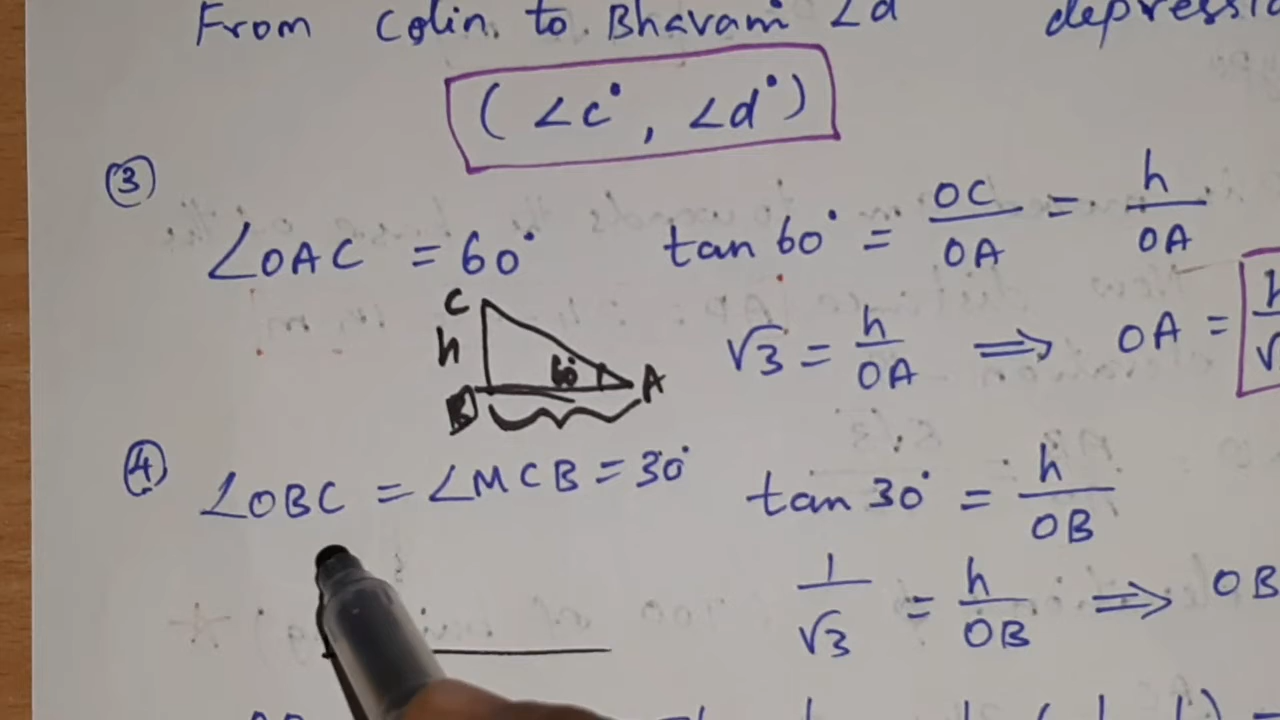 From Colin. to Bhavani ∠d depressio
( ∠c°, ∠d° )
③
∠OAC = 60° tan 60° = OC/OA = h/OA
C
h 60° A
√3 = h/OA ⟹ OA = h/√
④ ∠OBC = ∠MCB = 30° tan 30° = h/OB
1/√3 = h/OB ⟹ OB